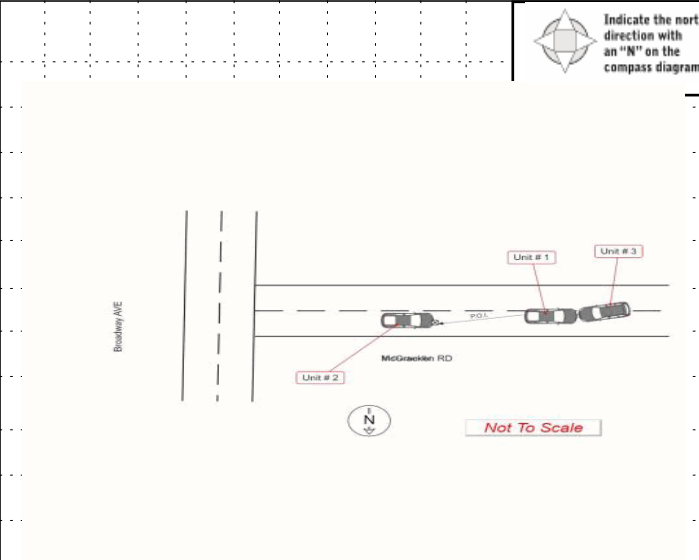 Indicate the nort
direction with
an “N” on the
compass diagram
Unit # 3
Unit # 1
P.O.I.
Broadway AVE
McGracken RD
Unit # 2
N
Not To Scale